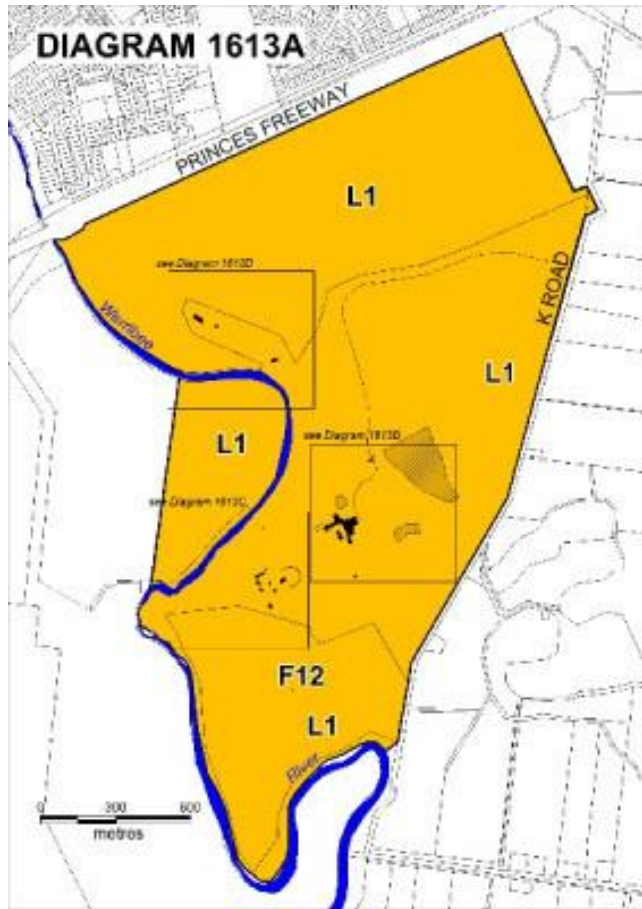 DIAGRAM 1613A
PRINCES FREEWAY
L1
see Diagram 1613D
K ROAD
Werribee
L1
L1
see Diagram 1613B
see Diagram 1613C
F12
L1
River
0 300 600
metres